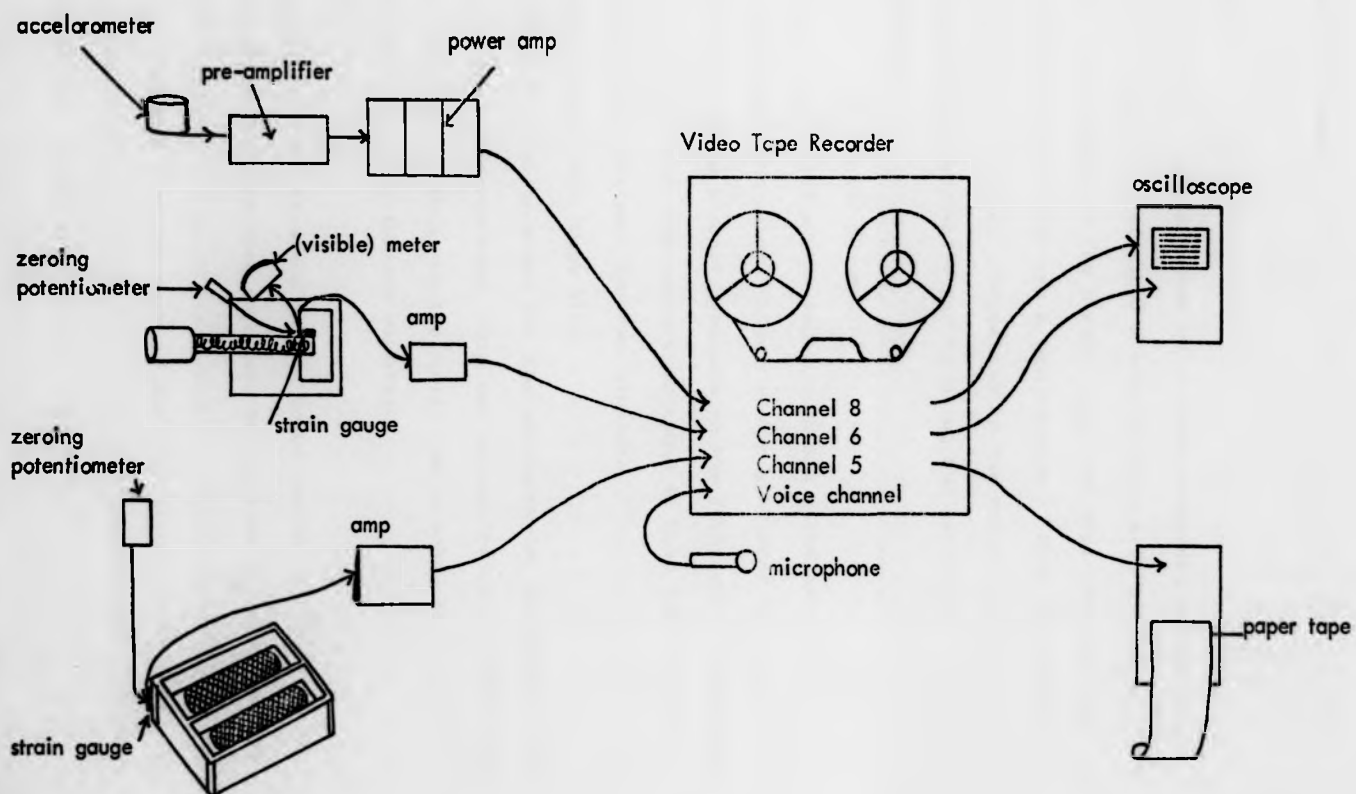 accelorometer
pre-amplifier
power amp
Video Tape Recorder
oscilloscope
(visible) meter
zeroing
potentiometer
amp
strain gauge
Channel 8
Channel 6
Channel 5
Voice channel
zeroing
potentiometer
amp
microphone
paper tape
strain gauge